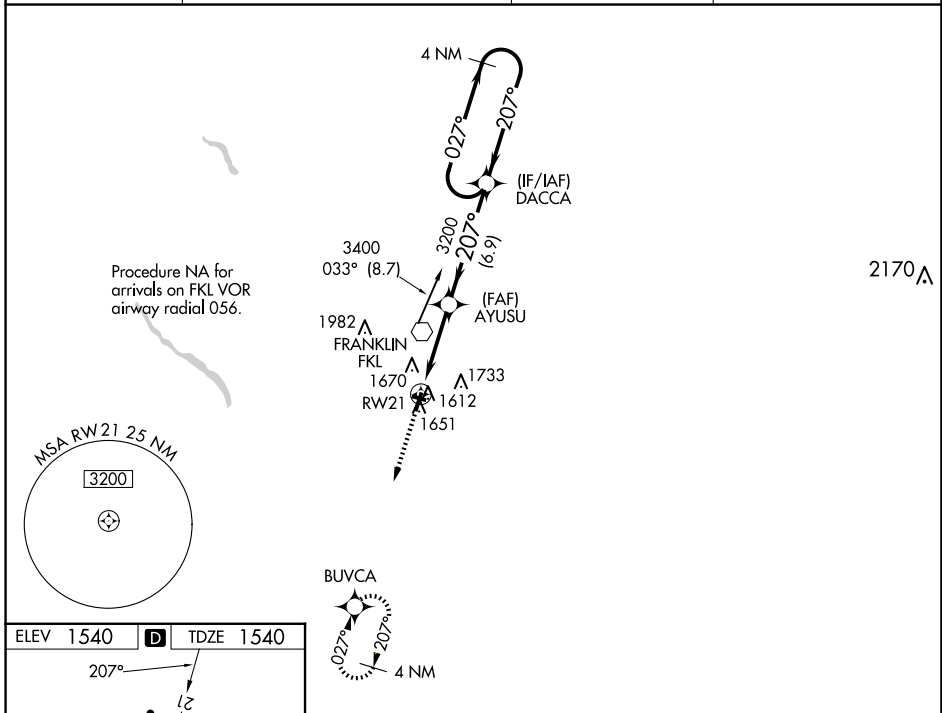 4 NM
027°
207°
(IF/IAF)
DACCA
3200
207°
(6.9)
3400
033° (8.7)
Procedure NA for
arrivals on FKL VOR
airway radial 056.
2170
(FAF)
AYUSU
1982
FRANKLIN
FKL
1670
1733
RW21
1612
1651
MSA RW21 25 NM
3200
BUVCA
027°
207°
4 NM
ELEV 1540 D TDZE 1540
207°
21